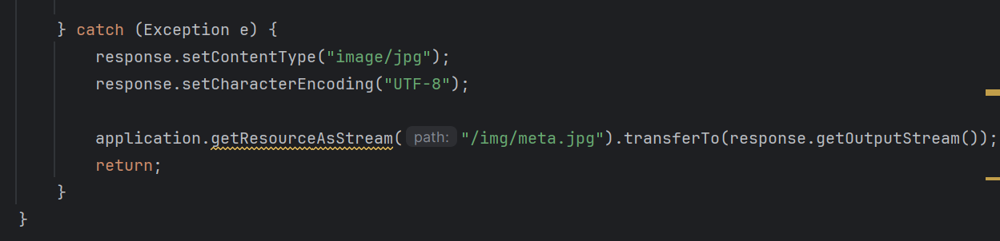 } catch (Exception e) {
response.setContentType("image/jpg");
response.setCharacterEncoding("UTF-8");
application.getResourceAsStream( path: "/img/meta.jpg").transferTo(response.getOutputStream());
return;
}
}